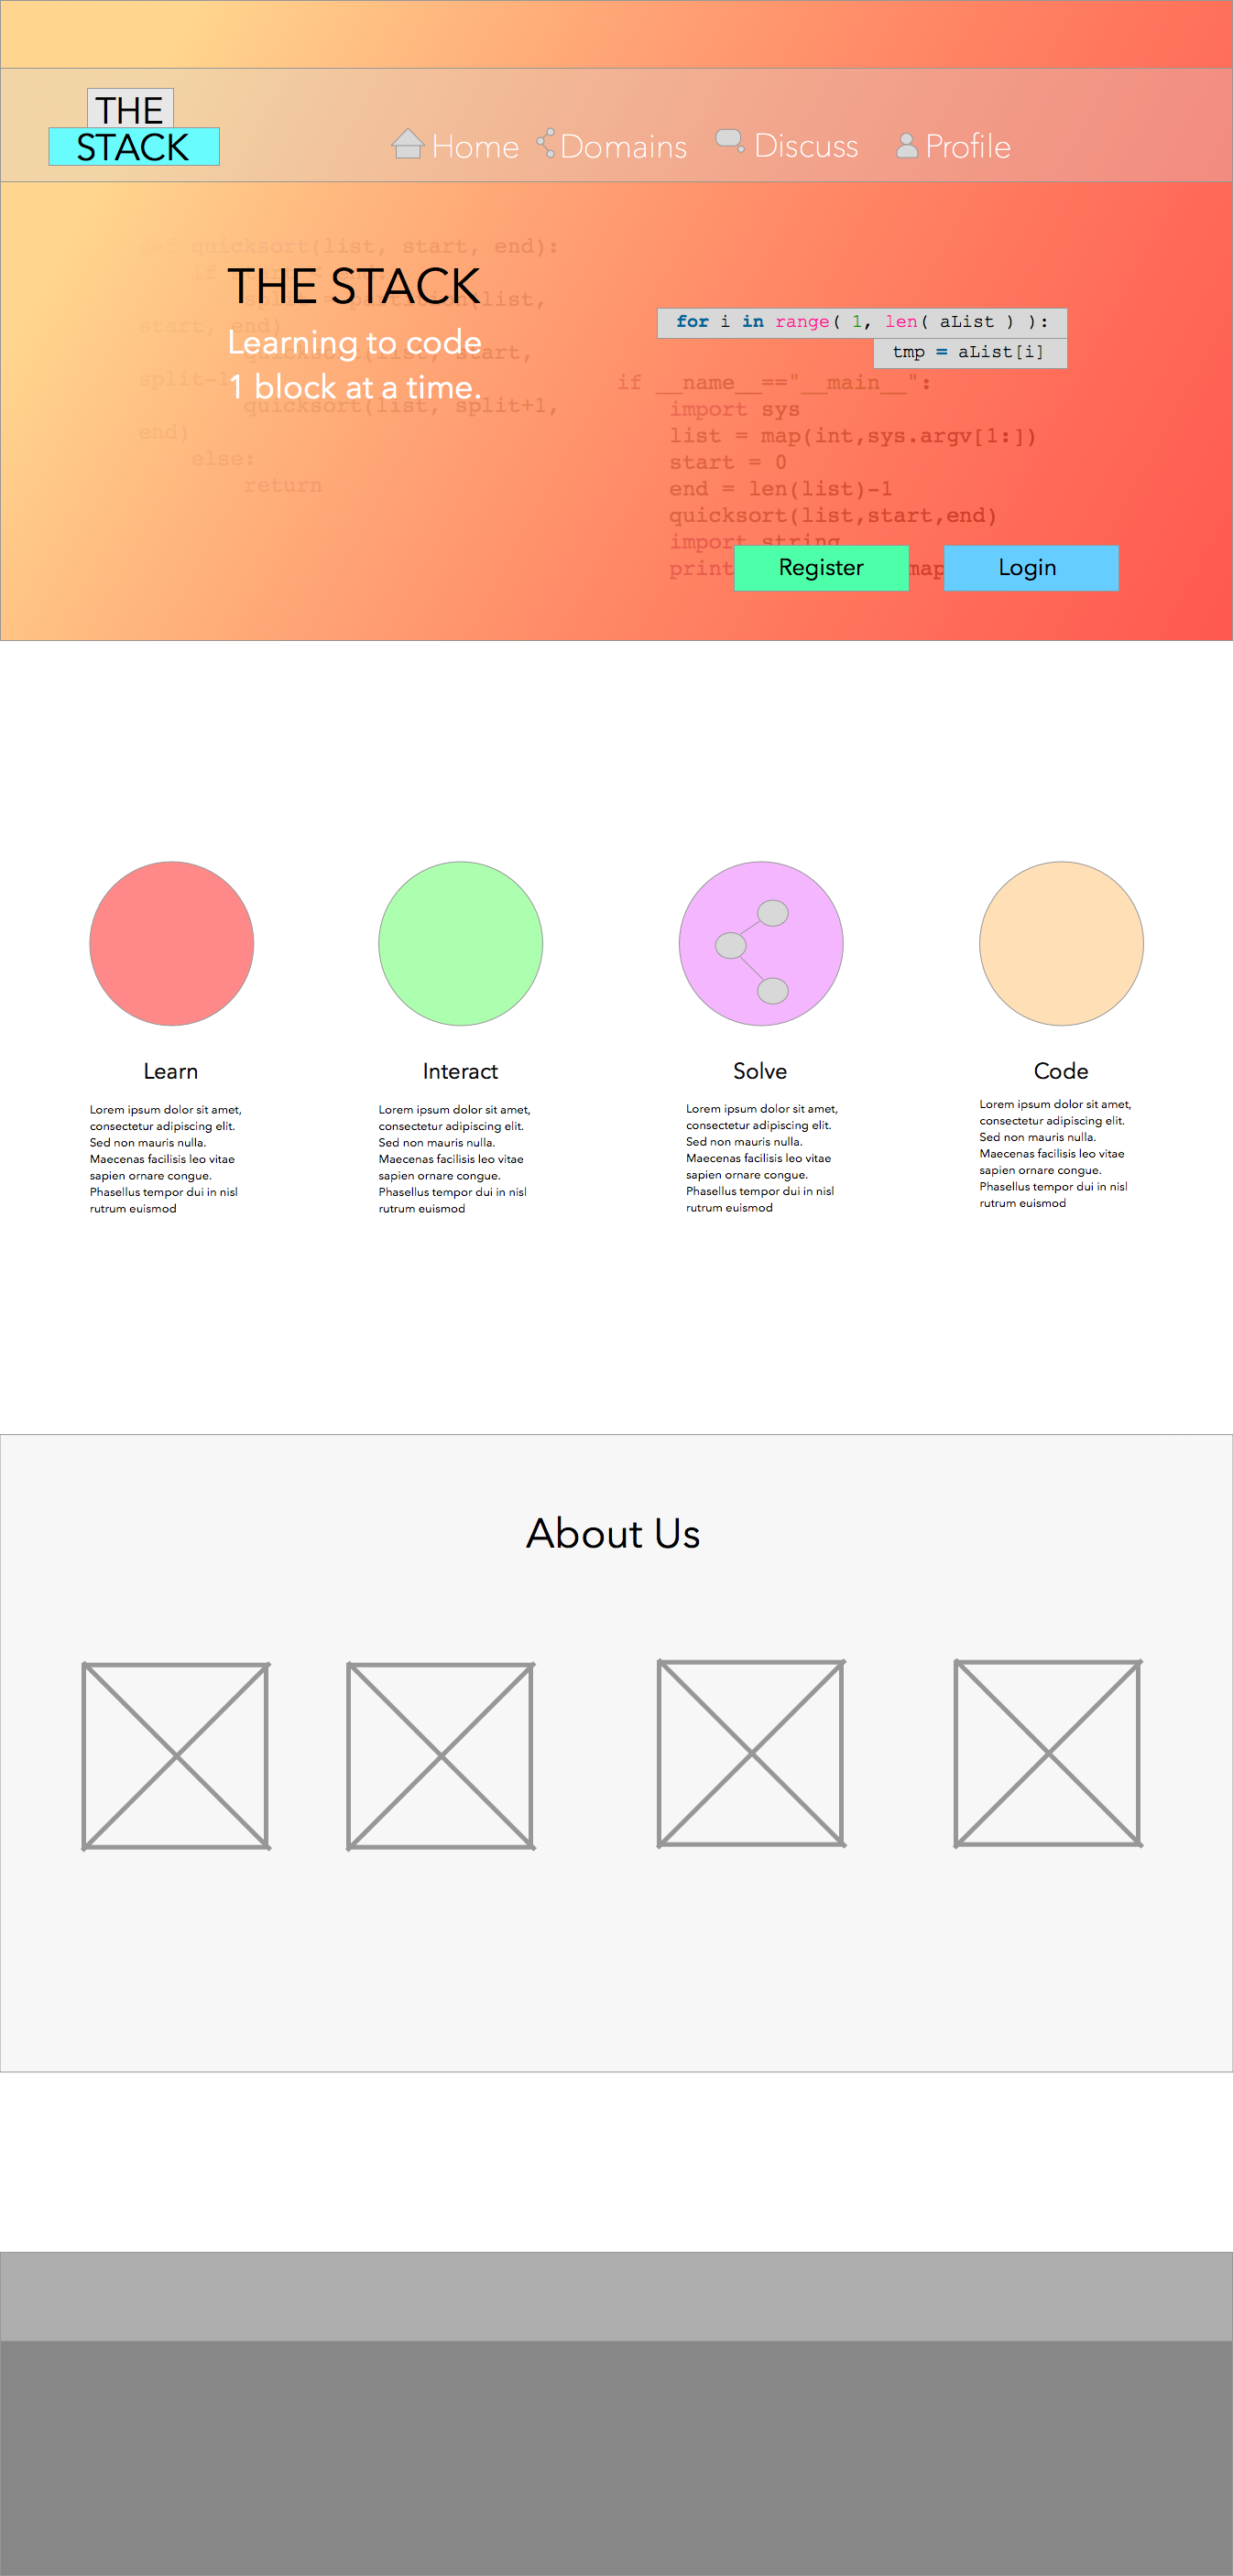 THE
STACK
Home
Domains
Discuss
Profile
def quicksort(list, start, end):
if
THE STACK
partition(list,
start, end)
Learning to code
quicksort(list, start,
split-1
1 block at a time.
quicksort(list, split+1,
end)
else:
return
for i in range( 1, len( aList ) ):
tmp = aList[i]
if __name__=="__main__":
import sys
list = map(int,sys.argv[1:])
start = 0
end = len(list)-1
quicksort(list,start,end)
import string
print
map
Register
Login
Learn
Lorem ipsum dolor sit amet,
consectetur adipiscing elit.
Sed non mauris nulla.
Maecenas facilisis leo vitae
sapien ornare congue.
Phasellus tempor dui in nisl
rutrum euismod
Interact
Lorem ipsum dolor sit amet,
consectetur adipiscing elit.
Sed non mauris nulla.
Maecenas facilisis leo vitae
sapien ornare congue.
Phasellus tempor dui in nisl
rutrum euismod
Solve
Lorem ipsum dolor sit amet,
consectetur adipiscing elit.
Sed non mauris nulla.
Maecenas facilisis leo vitae
sapien ornare congue.
Phasellus tempor dui in nisl
rutrum euismod
Code
Lorem ipsum dolor sit amet,
consectetur adipiscing elit.
Sed non mauris nulla.
Maecenas facilisis leo vitae
sapien ornare congue.
Phasellus tempor dui in nisl
rutrum euismod
About Us